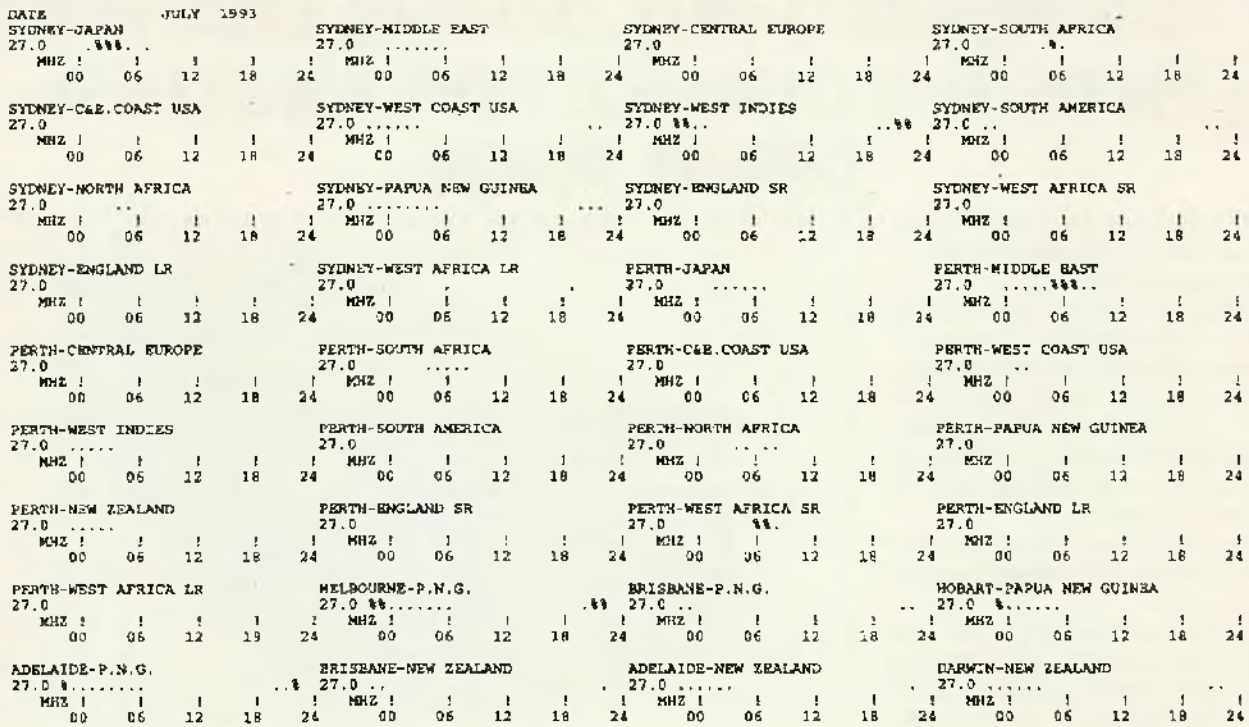 DATE JULY 1993
SYDNEY-JAPAN SYDNEY-MIDDLE EAST SYDNEY-CENTRAL EUROPE SYDNEY-SOUTH AFRICA
27.0 .%%%. . 27.0 ....... 27.0 27.0 .%.
MHZ ! ! ! ! ! MHZ ! ! ! ! ! MHZ ! ! ! ! ! MHZ ! ! ! ! !
00 06 12 18 24 00 06 12 18 24 00 06 12 18 24 00 06 12 18 24
SYDNEY-C&E.COAST USA SYDNEY-WEST COAST USA SYDNEY-WEST INDIES SYDNEY-SOUTH AMERICA
27.0 27.0 ...... .. 27.0 %%.. ..%% 27.0 .. ..
MHZ ! ! ! ! ! MHZ ! ! ! ! ! MHZ ! ! ! ! ! MHZ ! ! ! ! !
00 06 12 18 24 00 06 12 18 24 00 06 12 18 24 00 06 12 18 24
SYDNEY-NORTH AFRICA SYDNEY-PAPUA NEW GUINEA SYDNEY-ENGLAND SR SYDNEY-WEST AFRICA SR
27.0 .. 27.0 ........ ... 27.0 27.0
MHZ ! ! ! ! ! MHZ ! ! ! ! ! MHZ ! ! ! ! ! MHZ ! ! ! ! !
00 06 12 18 24 00 06 12 18 24 00 06 12 18 24 00 06 12 18 24
SYDNEY-ENGLAND LR SYDNEY-WEST AFRICA LR PERTH-JAPAN PERTH-MIDDLE EAST
27.0 27.0 . . 27.0 ...... 27.0 .....%%%..
MHZ ! ! ! ! ! MHZ ! ! ! ! ! MHZ ! ! ! ! ! MHZ ! ! ! ! !
00 06 12 18 24 00 06 12 18 24 00 06 12 18 24 00 06 12 18 24
PERTH-CENTRAL EUROPE PERTH-SOUTH AFRICA PERTH-C&E.COAST USA PERTH-WEST COAST USA
27.0 27.0 ..... 27.0 27.0 ..
MHZ ! ! ! ! ! MHZ ! ! ! ! ! MHZ ! ! ! ! ! MHZ ! ! ! ! !
00 06 12 18 24 00 06 12 18 24 00 06 12 18 24 00 06 12 18 24
PERTH-WEST INDIES PERTH-SOUTH AMERICA PERTH-NORTH AFRICA PERTH-PAPUA NEW GUINEA
27.0 ..... 27.0 27.0 ..... 27.0
MHZ ! ! ! ! ! MHZ ! ! ! ! ! MHZ ! ! ! ! ! MHZ ! ! ! ! !
00 06 12 18 24 00 06 12 18 24 00 06 12 18 24 00 06 12 18 24
PERTH-NEW ZEALAND PERTH-ENGLAND SR PERTH-WEST AFRICA SR PERTH-ENGLAND LR
27.0 ..... 27.0 27.0 %%. 27.0
MHZ ! ! ! ! ! MHZ ! ! ! ! ! MHZ ! ! ! ! ! MHZ ! ! ! ! !
00 06 12 18 24 00 06 12 18 24 00 06 12 18 24 00 06 12 18 24
PERTH-WEST AFRICA LR MELBOURNE-P.N.G. BRISBANE-P.N.G. HOBART-PAPUA NEW GUINEA
27.0 27.0 %%....... .%% 27.0 .. .. 27.0 %......
MHZ ! ! ! ! ! MHZ ! ! ! ! ! MHZ ! ! ! ! ! MHZ ! ! ! ! !
00 06 12 18 24 00 06 12 18 24 00 06 12 18 24 00 06 12 18 24
ADELAIDE-P.N.G. BRISBANE-NEW ZEALAND ADELAIDE-NEW ZEALAND DARWIN-NEW ZEALAND
27.0 %........ ..% 27.0 .. . 27.0 ...... . 27.0 ...... ..
MHZ ! ! ! ! ! MHZ ! ! ! ! ! MHZ ! ! ! ! ! MHZ ! ! ! ! !
00 06 12 18 24 00 06 12 18 24 00 06 12 18 24 00 06 12 18 24